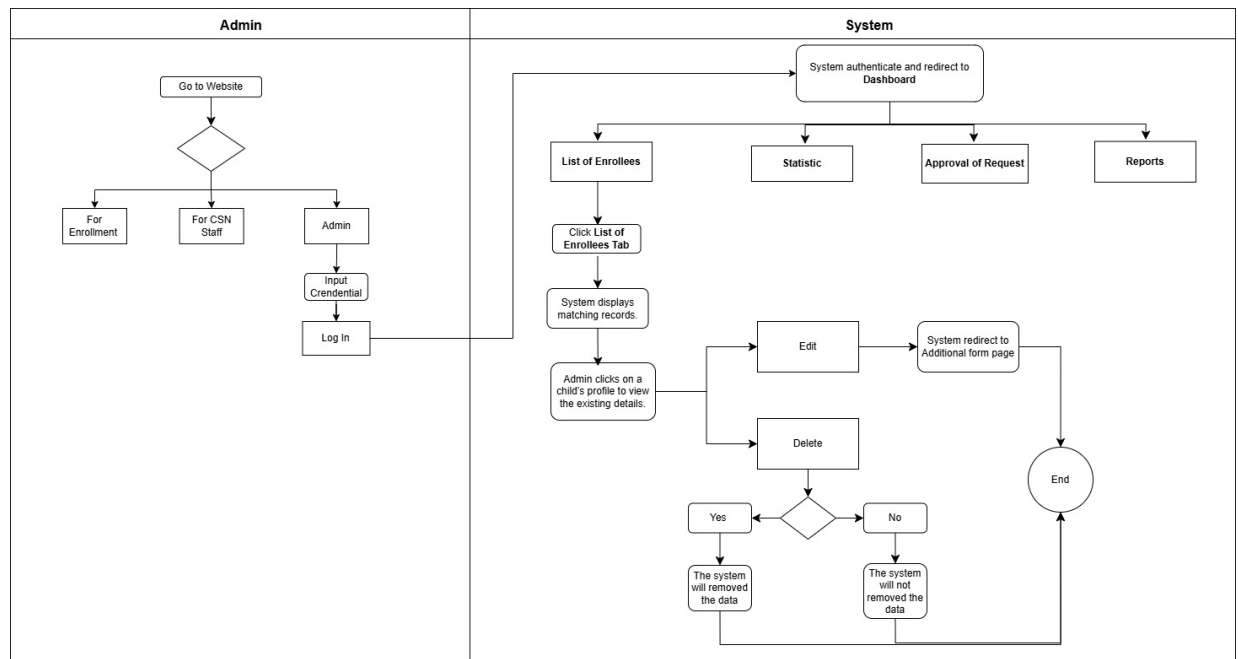 Admin
System
Go to Website
System authenticate and redirect to
Dashboard
List of Enrollees
Statistic
Approval of Request
Reports
For
Enrollment
For CSN
Staff
Admin
Click List of
Enrollees Tab
Input
Crendential
System displays
matching records.
Log In
Edit
System redirect to
Additional form page
Admin clicks on a
child's profile to view
the existing details.
Delete
End
Yes
No
The system
will removed
the data
The system
will not
removed the
data